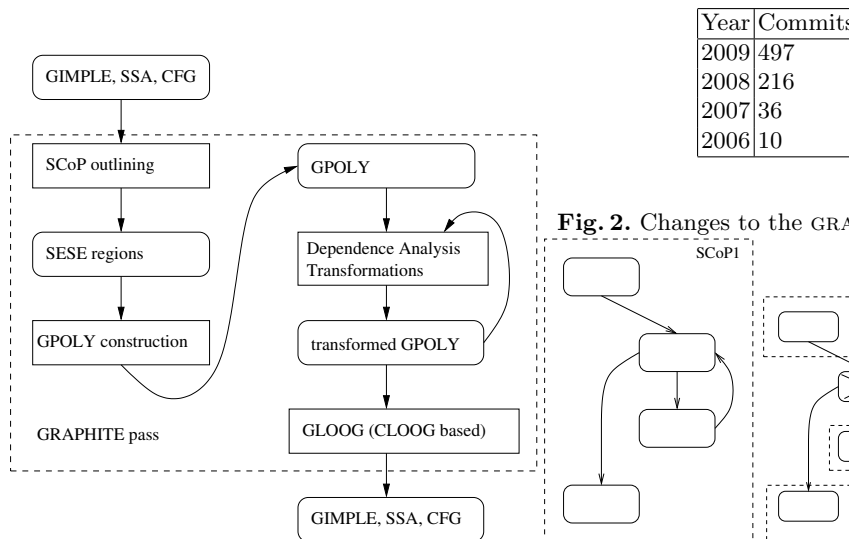 GIMPLE, SSA, CFG
SCoP outlining
SESE regions
GPOLY construction
GRAPHITE pass
GPOLY
Dependence Analysis
Transformations
transformed GPOLY
GLOOG (CLOOG based)
GIMPLE, SSA, CFG
Year Commits
2009 497
2008 216
2007 36
2006 10
Fig. 2. Changes to the GRA
SCoP1